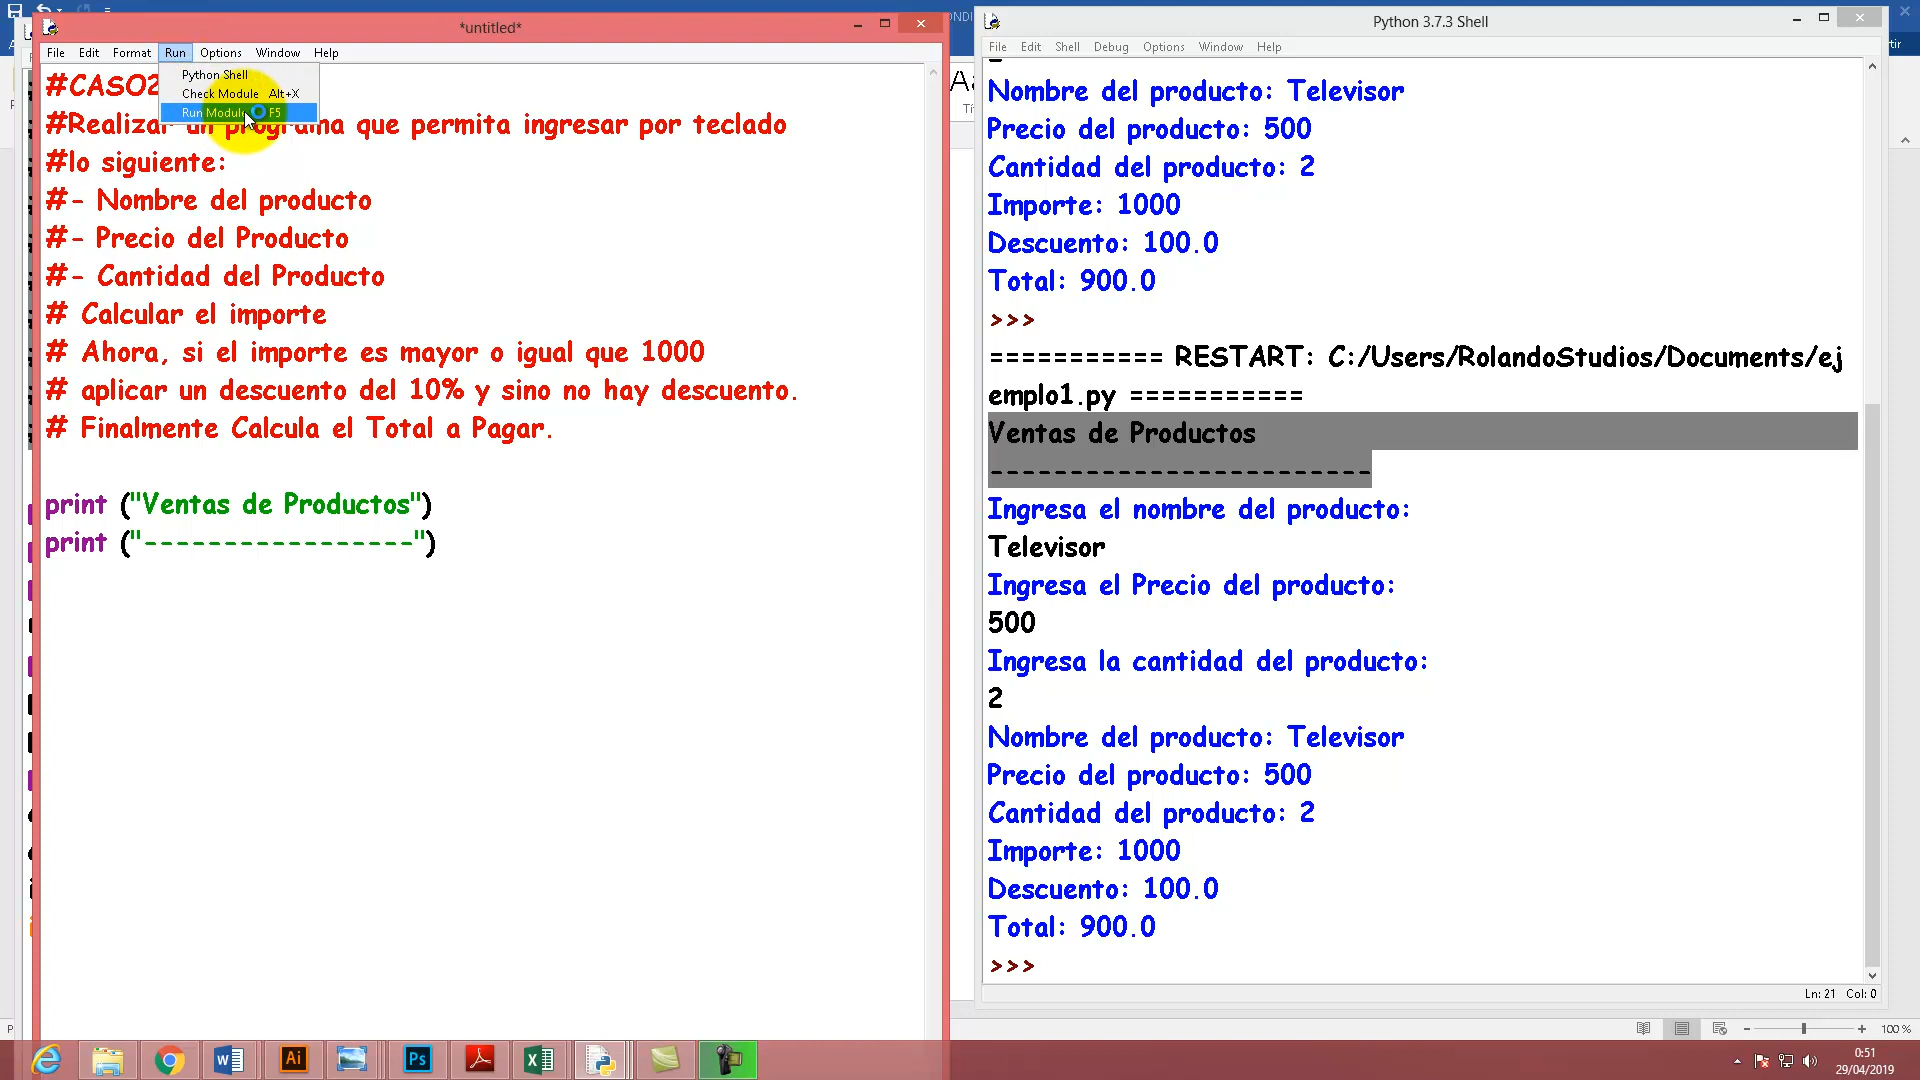 *untitled*
File Edit Format Run Options Window Help
Python Shell
Check Module Alt+X
Run Module F5
#CASO2
#Realizar un programa que permita ingresar por teclado
#lo siguiente:
#- Nombre del producto
#- Precio del Producto
#- Cantidad del Producto
# Calcular el importe
# Ahora, si el importe es mayor o igual que 1000
# aplicar un descuento del 10% y sino no hay descuento.
# Finalmente Calcula el Total a Pagar.
print ("Ventas de Productos")
print ("-----------------")
Python 3.7.3 Shell
File Edit Shell Debug Options Window Help
Nombre del producto: Televisor
Precio del producto: 500
Cantidad del producto: 2
Importe: 1000
Descuento: 100.0
Total: 900.0
>>>
=========== RESTART: C:/Users/RolandoStudios/Documents/ej
emplo1.py ===========
Ventas de Productos
------------------------
Ingresa el nombre del producto:
Televisor
Ingresa el Precio del producto:
500
Ingresa la cantidad del producto:
2
Nombre del producto: Televisor
Precio del producto: 500
Cantidad del producto: 2
Importe: 1000
Descuento: 100.0
Total: 900.0
>>>
Ln: 21 Col: 0
100 %
0:51
29/04/2019